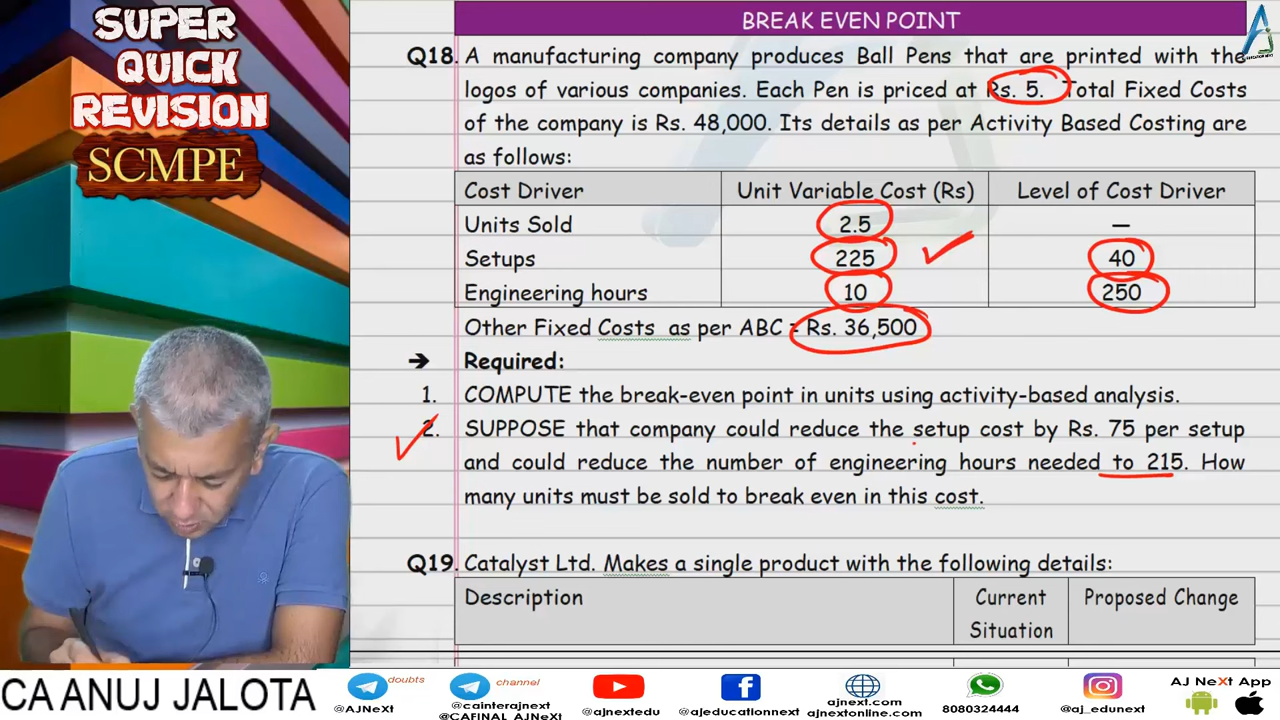 SUPER
QUICK
REVISION
SCMPE
BREAK EVEN POINT
Q18. A manufacturing company produces Ball Pens that are printed with the
logos of various companies. Each Pen is priced at Rs. 5. Total Fixed Costs
of the company is Rs. 48,000. Its details as per Activity Based Costing are
as follows:
Cost Driver Unit Variable Cost (Rs) Level of Cost Driver
Units Sold 2.5 —
Setups 225 40
Engineering hours 10 250
Other Fixed Costs as per ABC = Rs. 36,500
➔ Required:
1. COMPUTE the break-even point in units using activity-based analysis.
2. SUPPOSE that company could reduce the setup cost by Rs. 75 per setup
and could reduce the number of engineering hours needed to 215. How
many units must be sold to break even in this cost.
Q19. Catalyst Ltd. Makes a single product with the following details:
Description Current Situation Proposed Change
CA ANUJ JALOTA
doubts
@AJNeXt
channel
@cainterajnext
@CAFINAL_AJNeXt
@ajnextedu
@ajeducationnext
ajnext.com
ajnextonline.com
8080324444
@aj_edunext
AJ NeXt App